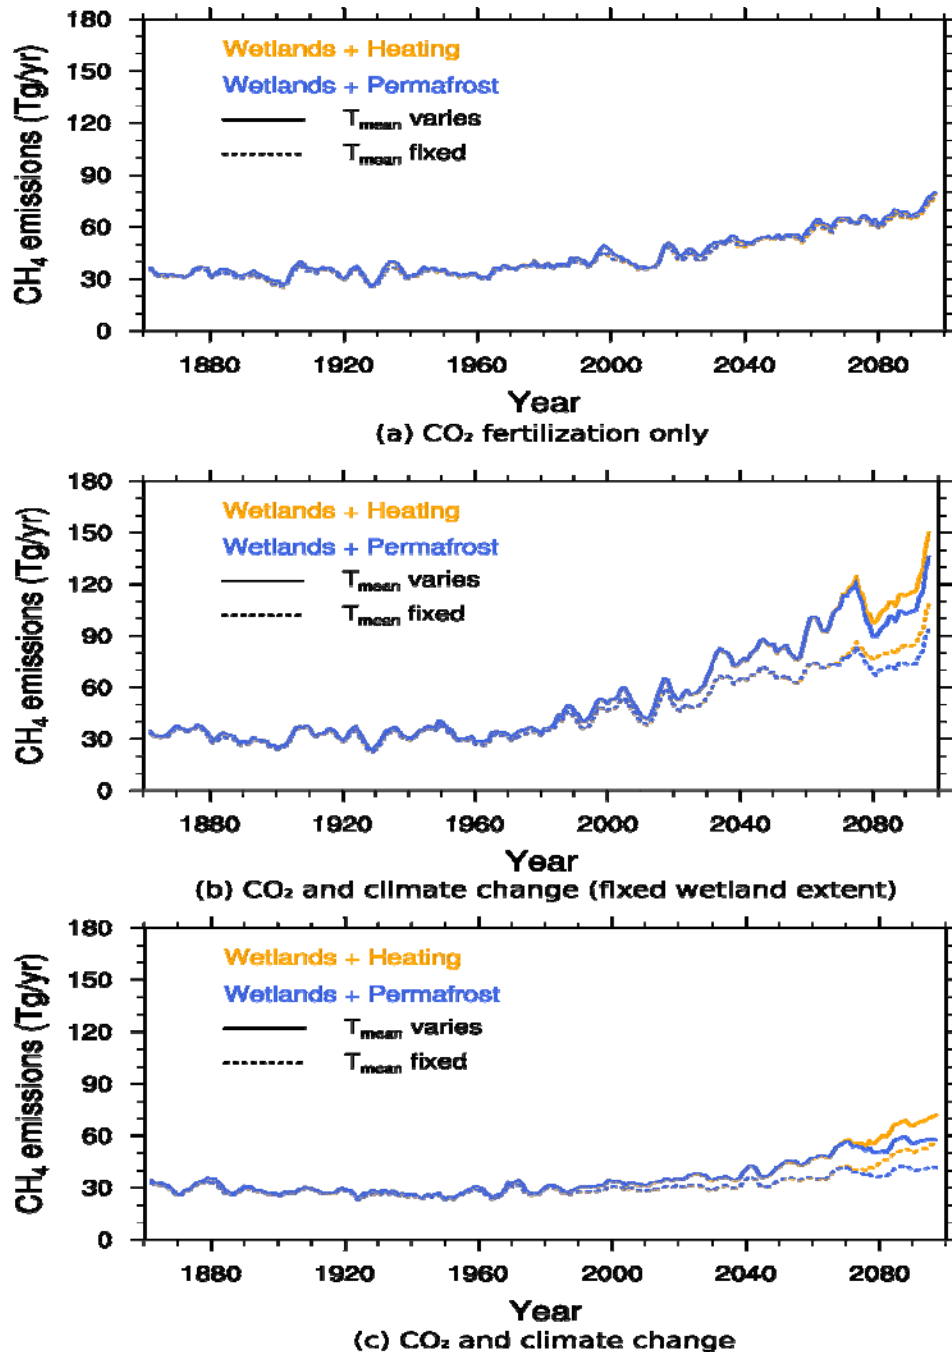 180
150
120
90
60
30
0
CH₄ emissions (Tg/yr)
Wetlands + Heating
Wetlands + Permafrost
Tmean varies
Tmean fixed
1880 1920 1960 2000 2040 2080
Year
(a) CO₂ fertilization only
180
150
120
90
60
30
0
CH₄ emissions (Tg/yr)
Wetlands + Heating
Wetlands + Permafrost
Tmean varies
Tmean fixed
1880 1920 1960 2000 2040 2080
Year
(b) CO₂ and climate change (fixed wetland extent)
180
150
120
90
60
30
0
CH₄ emissions (Tg/yr)
Wetlands + Heating
Wetlands + Permafrost
Tmean varies
Tmean fixed
1880 1920 1960 2000 2040 2080
Year
(c) CO₂ and climate change